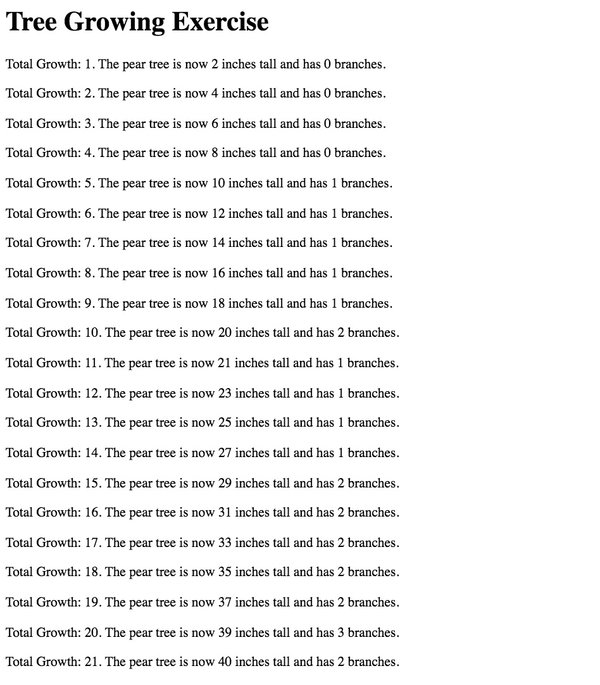 Tree Growing Exercise
Total Growth: 1. The pear tree is now 2 inches tall and has 0 branches.
Total Growth: 2. The pear tree is now 4 inches tall and has 0 branches.
Total Growth: 3. The pear tree is now 6 inches tall and has 0 branches.
Total Growth: 4. The pear tree is now 8 inches tall and has 0 branches.
Total Growth: 5. The pear tree is now 10 inches tall and has 1 branches.
Total Growth: 6. The pear tree is now 12 inches tall and has 1 branches.
Total Growth: 7. The pear tree is now 14 inches tall and has 1 branches.
Total Growth: 8. The pear tree is now 16 inches tall and has 1 branches.
Total Growth: 9. The pear tree is now 18 inches tall and has 1 branches.
Total Growth: 10. The pear tree is now 20 inches tall and has 2 branches.
Total Growth: 11. The pear tree is now 21 inches tall and has 1 branches.
Total Growth: 12. The pear tree is now 23 inches tall and has 1 branches.
Total Growth: 13. The pear tree is now 25 inches tall and has 1 branches.
Total Growth: 14. The pear tree is now 27 inches tall and has 1 branches.
Total Growth: 15. The pear tree is now 29 inches tall and has 2 branches.
Total Growth: 16. The pear tree is now 31 inches tall and has 2 branches.
Total Growth: 17. The pear tree is now 33 inches tall and has 2 branches.
Total Growth: 18. The pear tree is now 35 inches tall and has 2 branches.
Total Growth: 19. The pear tree is now 37 inches tall and has 2 branches.
Total Growth: 20. The pear tree is now 39 inches tall and has 3 branches.
Total Growth: 21. The pear tree is now 40 inches tall and has 2 branches.